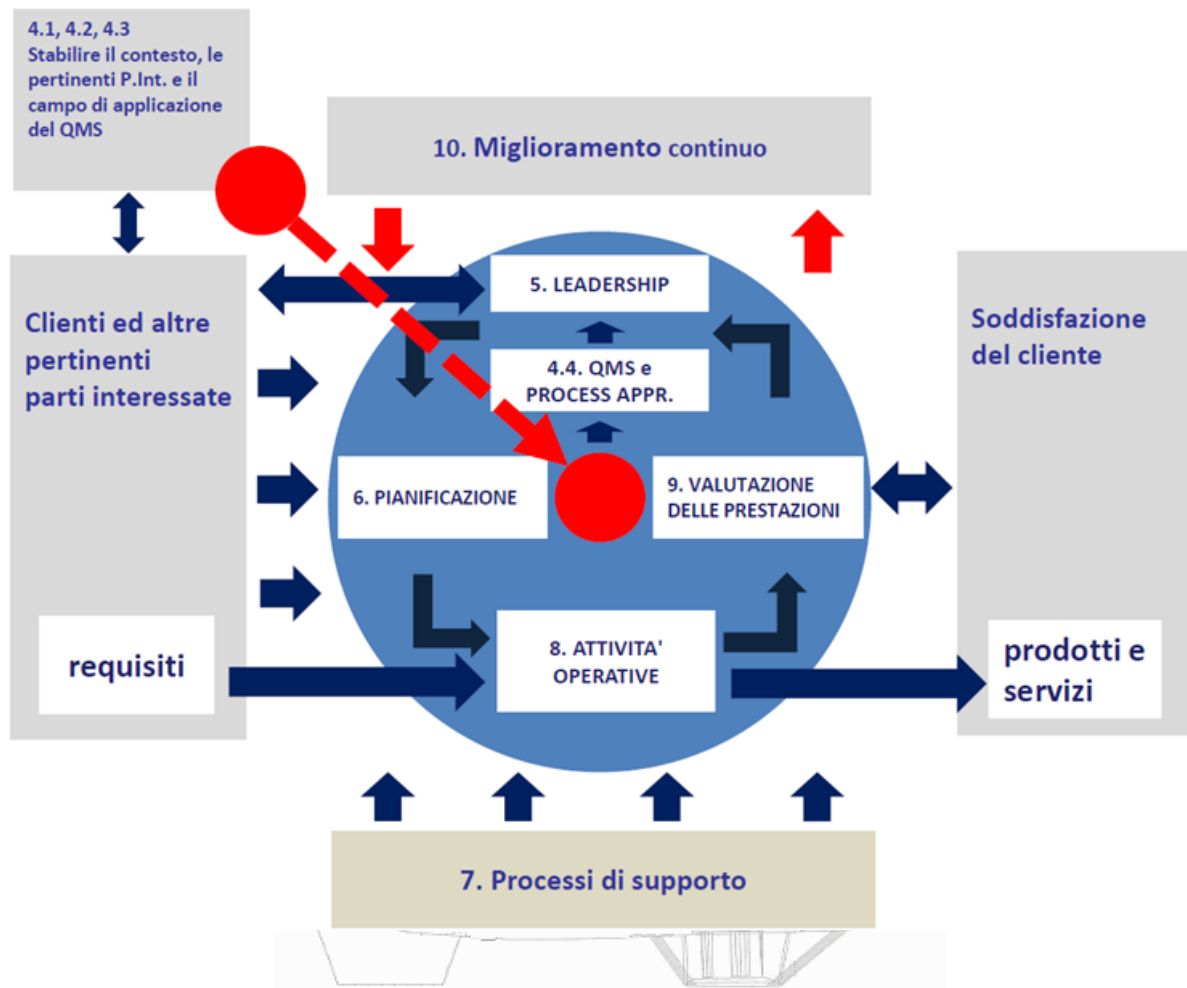 4.1, 4.2, 4.3
Stabilire il contesto, le
pertinenti P.Int. e il
campo di applicazione
del QMS
10. Miglioramento continuo
5. LEADERSHIP
Clienti ed altre
pertinenti
parti interessate
Soddisfazione
del cliente
4.4. QMS e
PROCESS APPR.
6. PIANIFICAZIONE
9. VALUTAZIONE
DELLE PRESTAZIONI
requisiti
8. ATTIVITA'
OPERATIVE
prodotti e
servizi
7. Processi di supporto